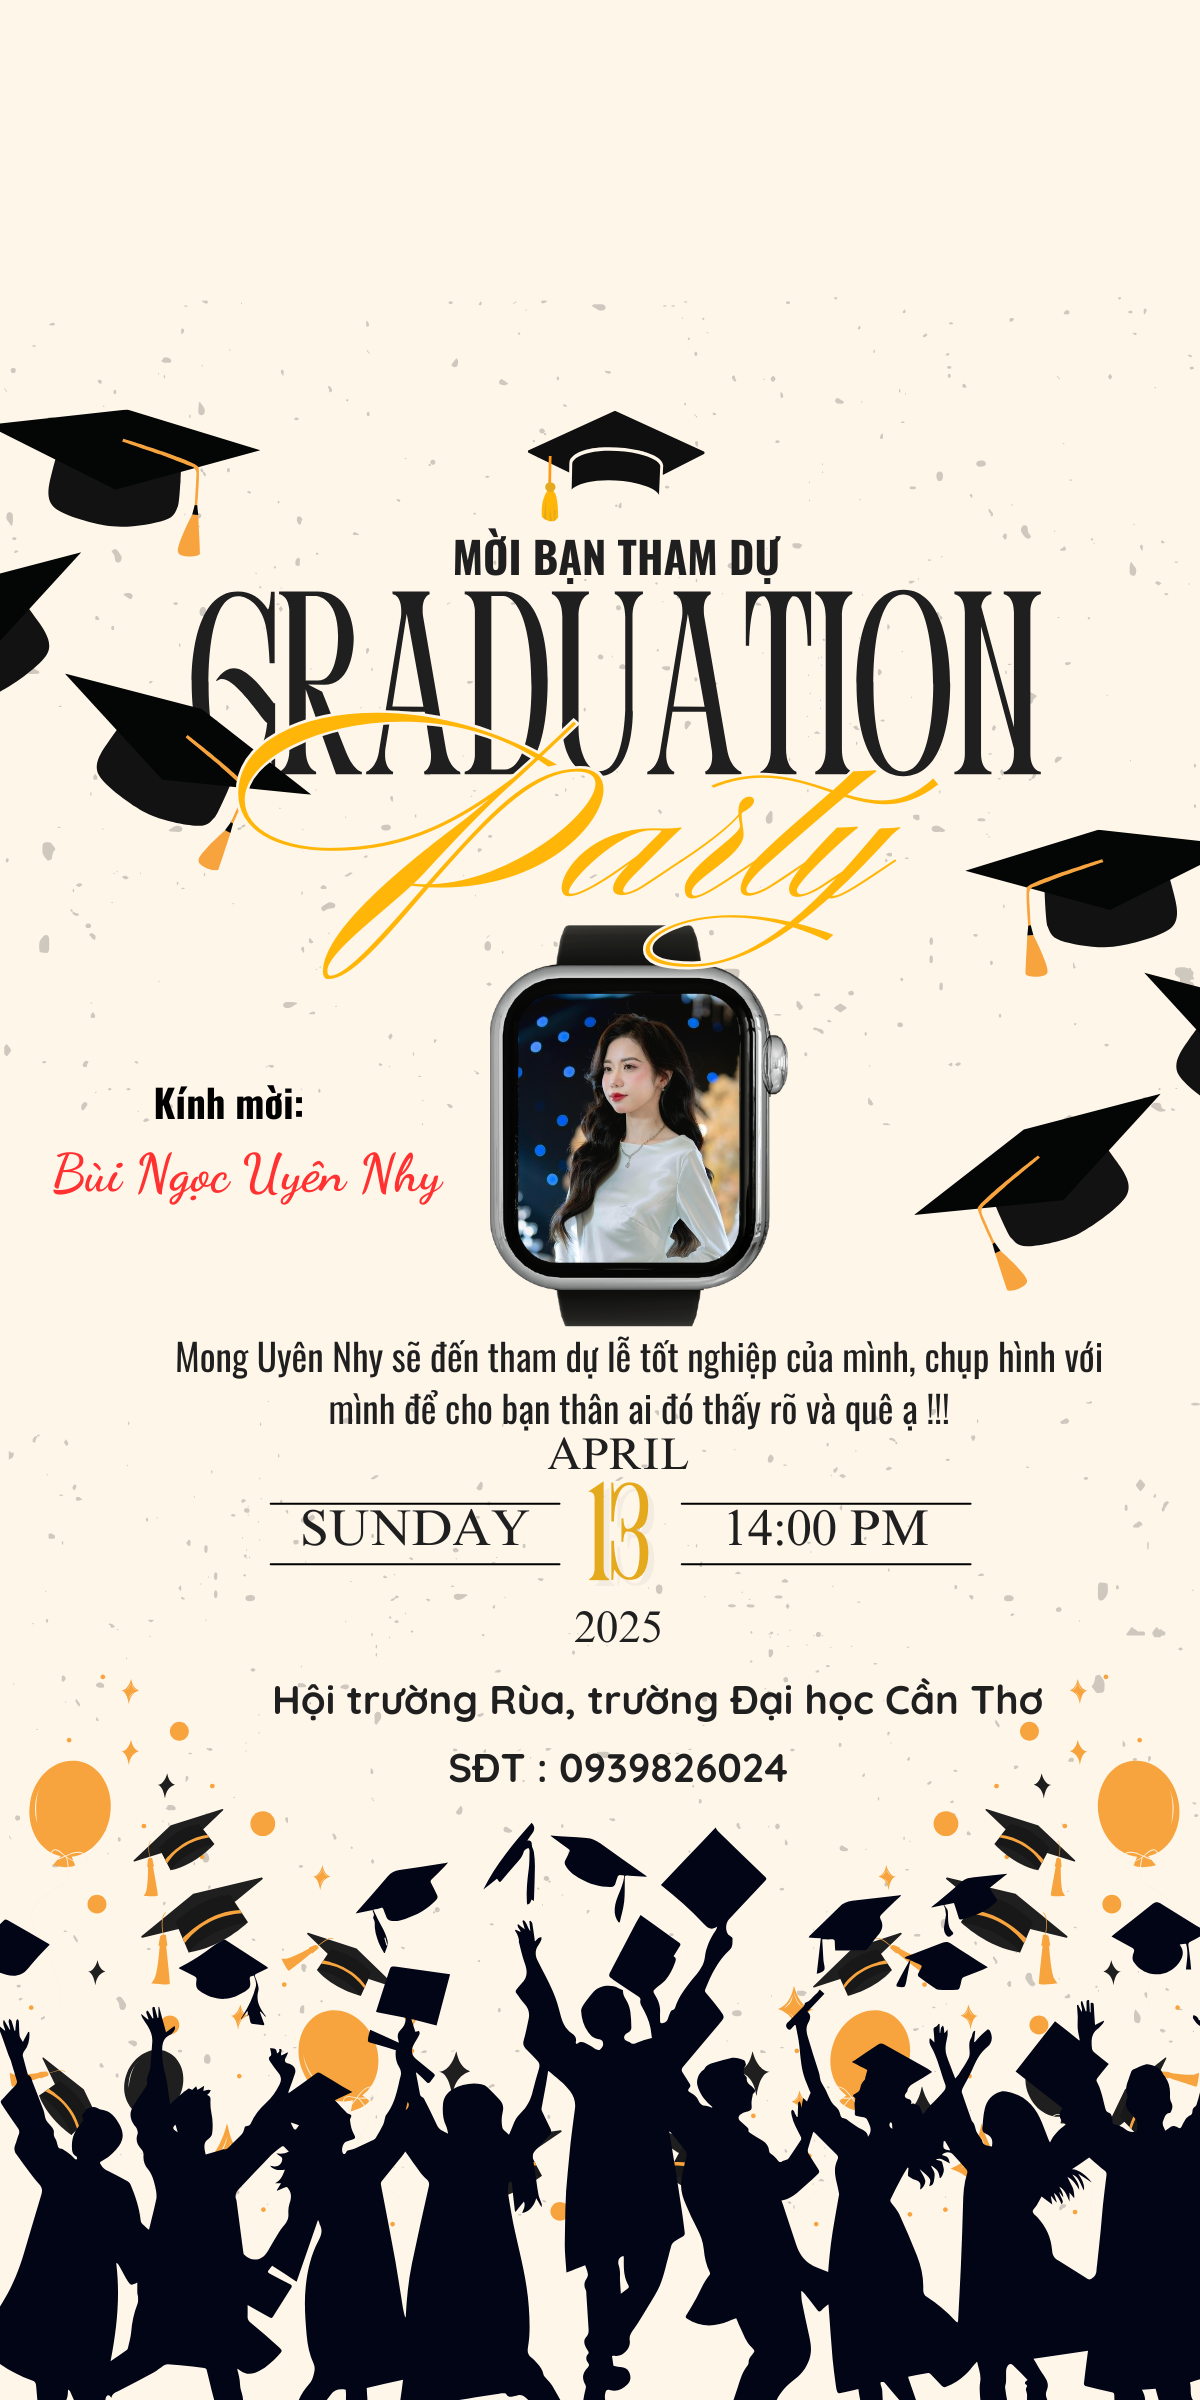 MỜI BẠN THAM DỰ
GRADUATION
Party
Kính mời:
Bùi Ngọc Uyên Nhy
Mong Uyên Nhy sẽ đến tham dự lễ tốt nghiệp của mình, chụp hình với
mình để cho bạn thân ai đó thấy rõ và quê ạ !!!
APRIL
SUNDAY 13 14:00 PM
2025
Hội trường Rùa, trường Đại học Cần Thơ
SĐT : 0939826024